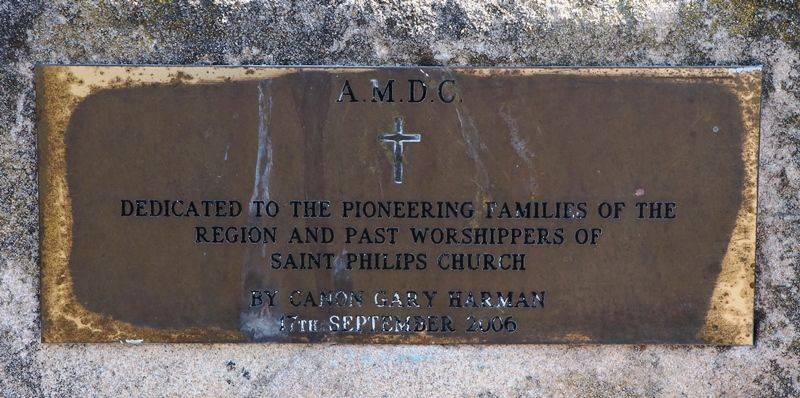 A.M.D.C.
DEDICATED TO THE PIONEERING FAMILIES OF THE
REGION AND PAST WORSHIPPERS OF
SAINT PHILIPS CHURCH
BY CANON GARY HARMAN
17TH SEPTEMBER 2006